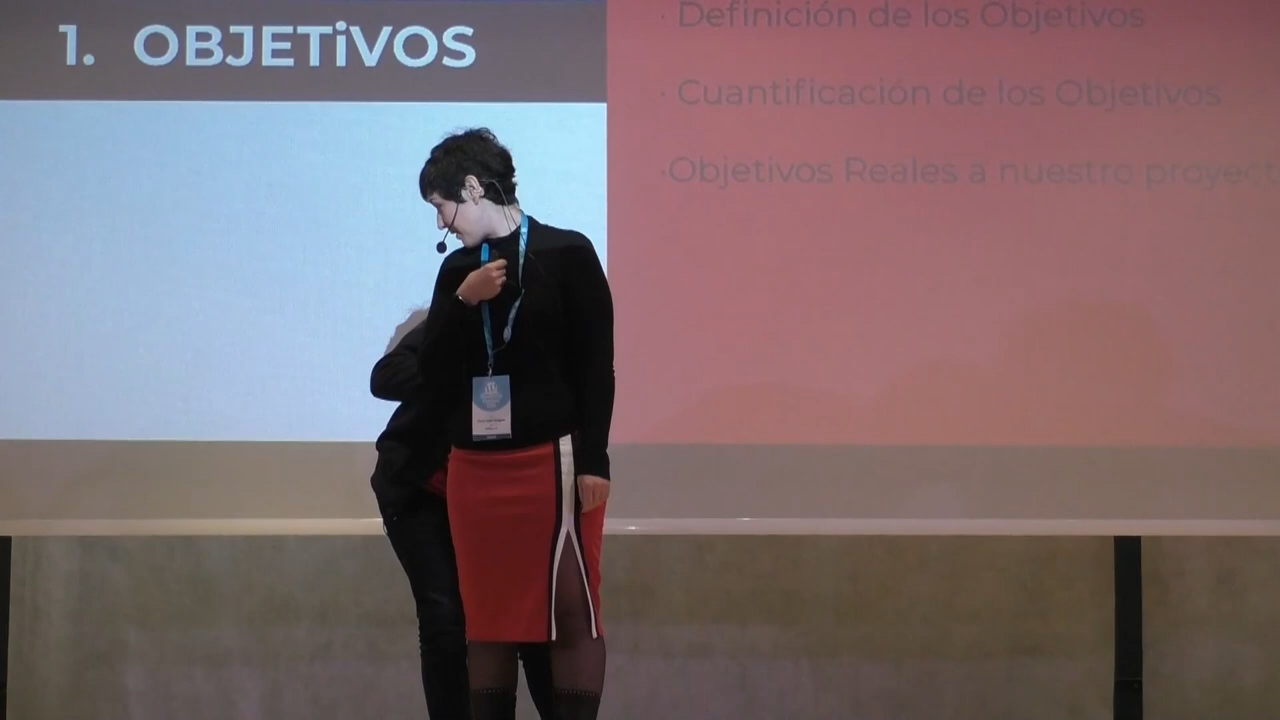 1. OBJETiVOS
· Definición de los Objetivos
· Cuantificación de los Objetivos
·Objetivos Reales a nuestro proyect